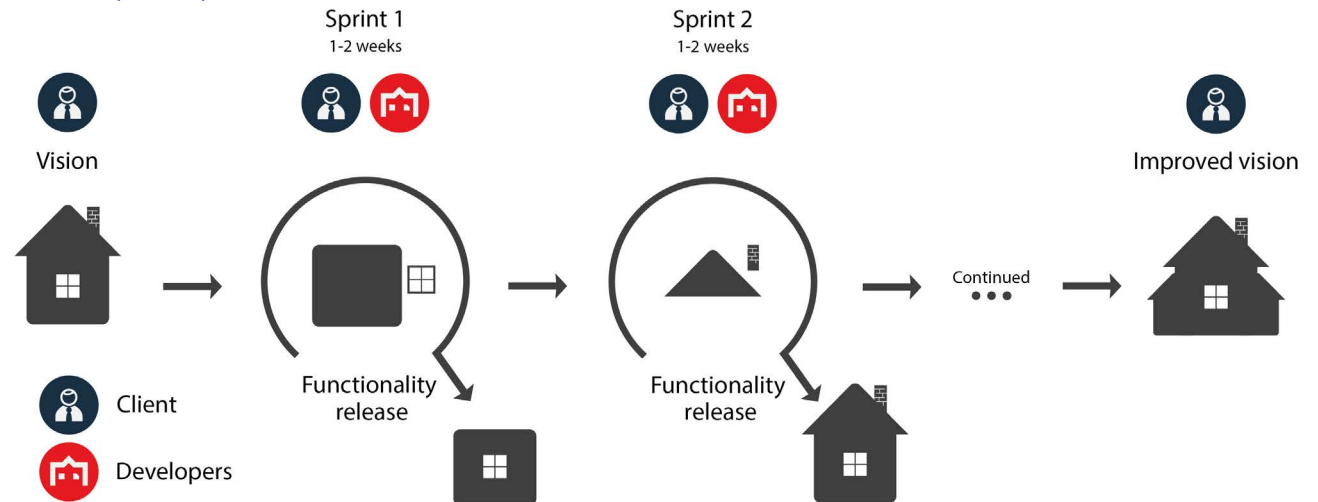 Sprint 1
1-2 weeks
Sprint 2
1-2 weeks
Vision
Improved vision
Continued
Functionality
release
Functionality
release
Client
Developers